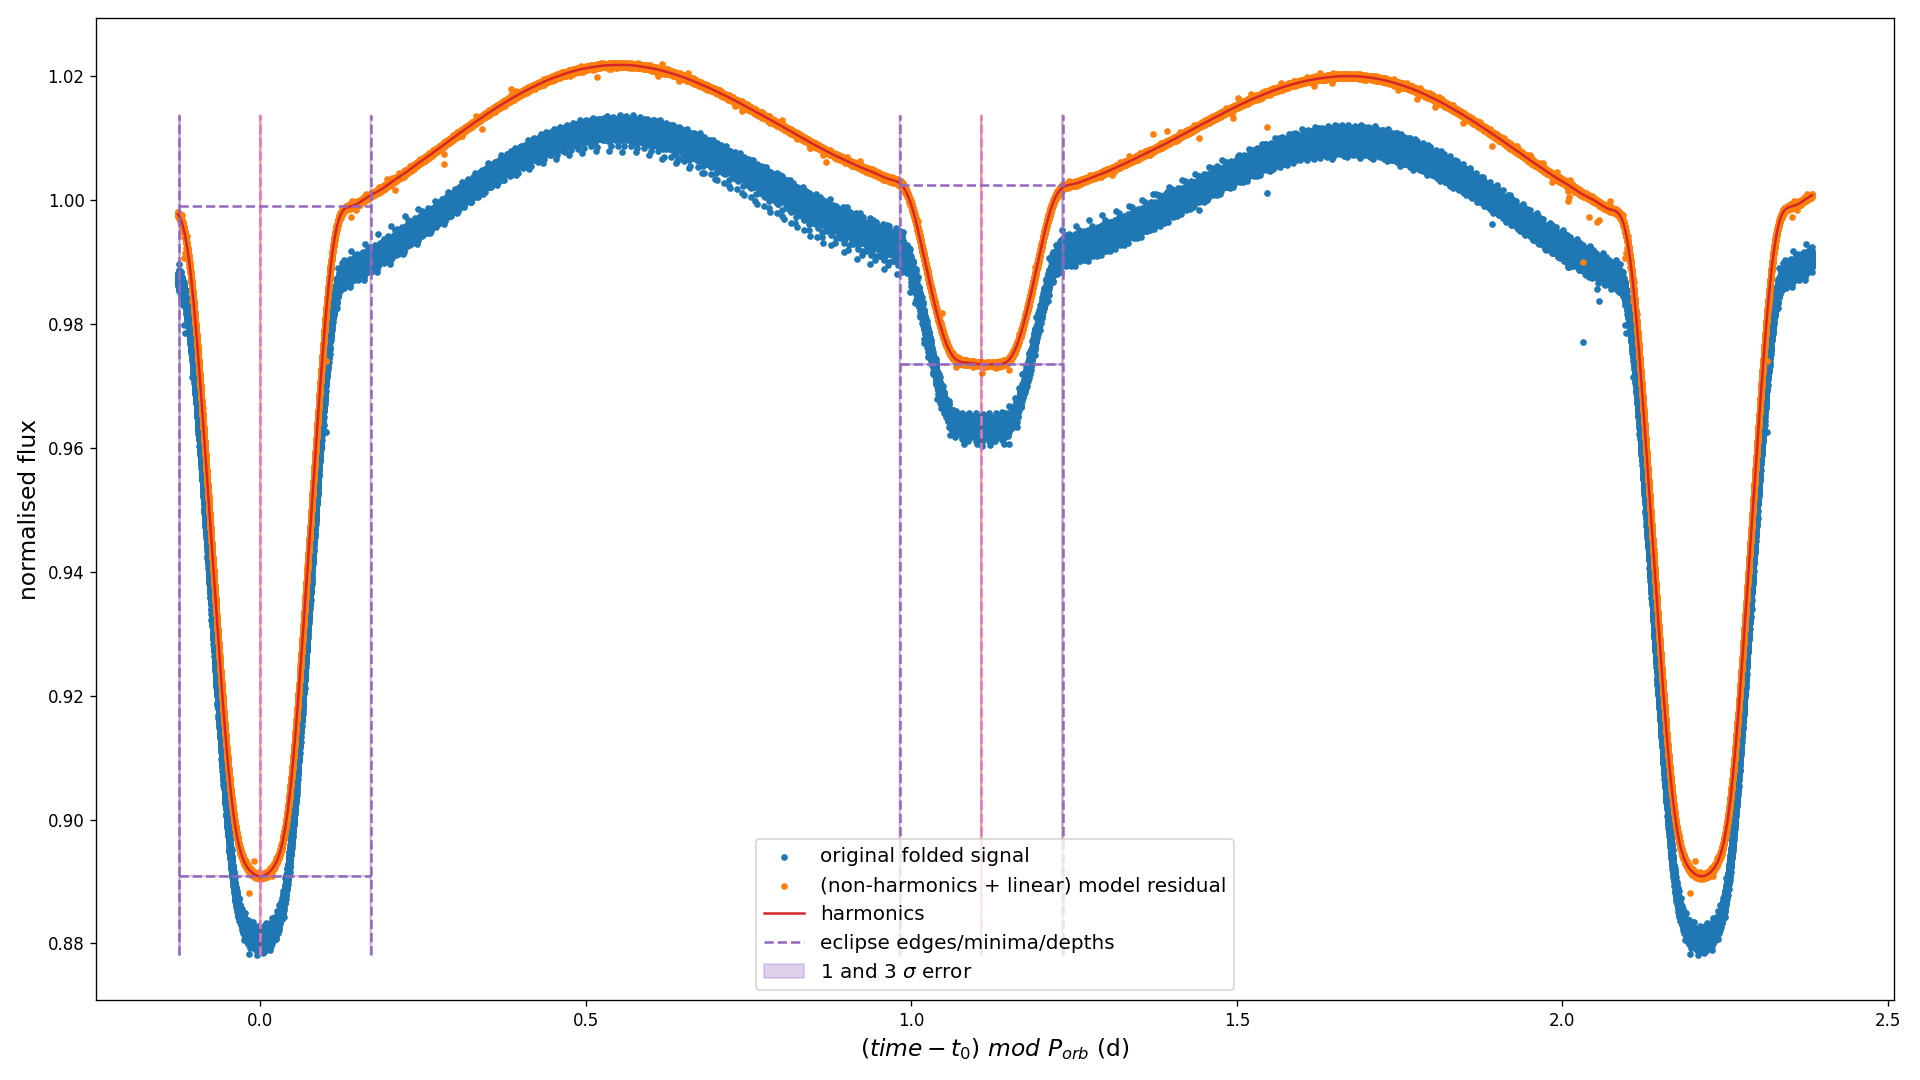 normalised flux
1.02
1.00
0.98
0.96
0.94
0.92
0.90
0.88
original folded signal
(non-harmonics + linear) model residual
harmonics
eclipse edges/minima/depths
1 and 3 σ error
0.0 0.5 1.0 1.5 2.0 2.5
(time − t₀) mod Pₒᵣb (d)